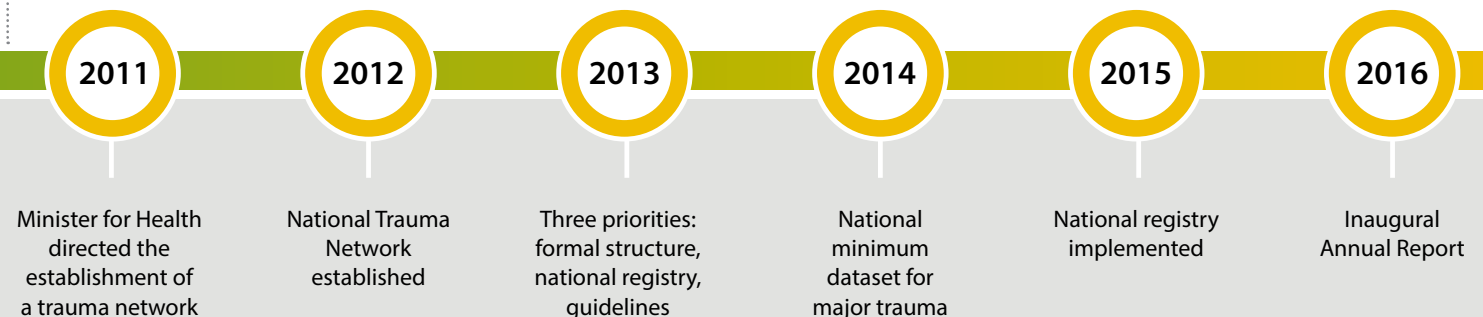 2011
2012
2013
2014
2015
2016
Minister for Health
directed the
establishment of
a trauma network
National Trauma
Network
established
Three priorities:
formal structure,
national registry,
guidelines
National
minimum
dataset for
major trauma
National registry
implemented
Inaugural
Annual Report